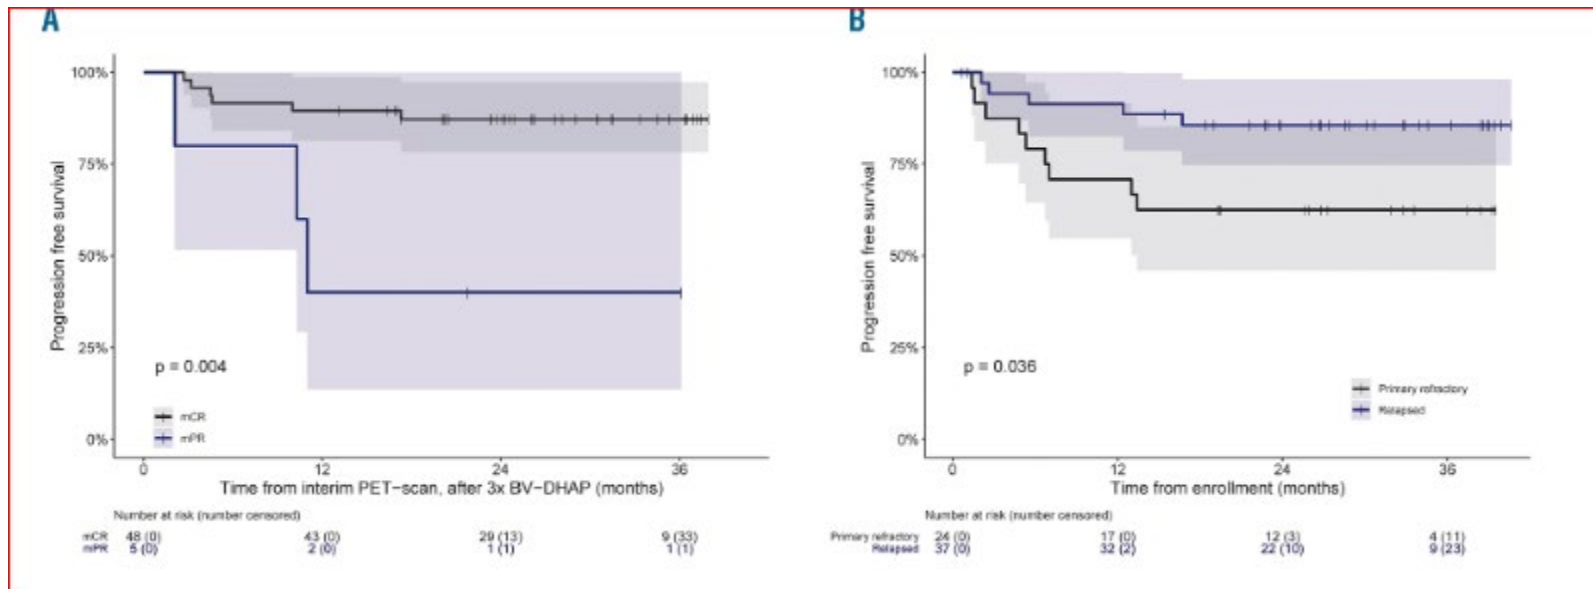 A
100%
75%
50%
25%
0%
Progression free survival
p = 0.004
mCR
mPR
0 12 24 36
Time from interim PET-scan, after 3x BV-DHAP (months)
Number at risk (number censored)
mCR 48 (0) 43 (0) 29 (13) 9 (33)
mPR 5 (0) 2 (0) 1 (1) 1 (1)
B
100%
75%
50%
25%
0%
Progression free survival
p = 0.036
Primary refractory
Relapsed
0 12 24 36
Time from enrollment (months)
Number at risk (number censored)
Primary refractory 24 (0) 17 (0) 12 (3) 4 (11)
Relapsed 37 (0) 32 (2) 22 (10) 9 (23)